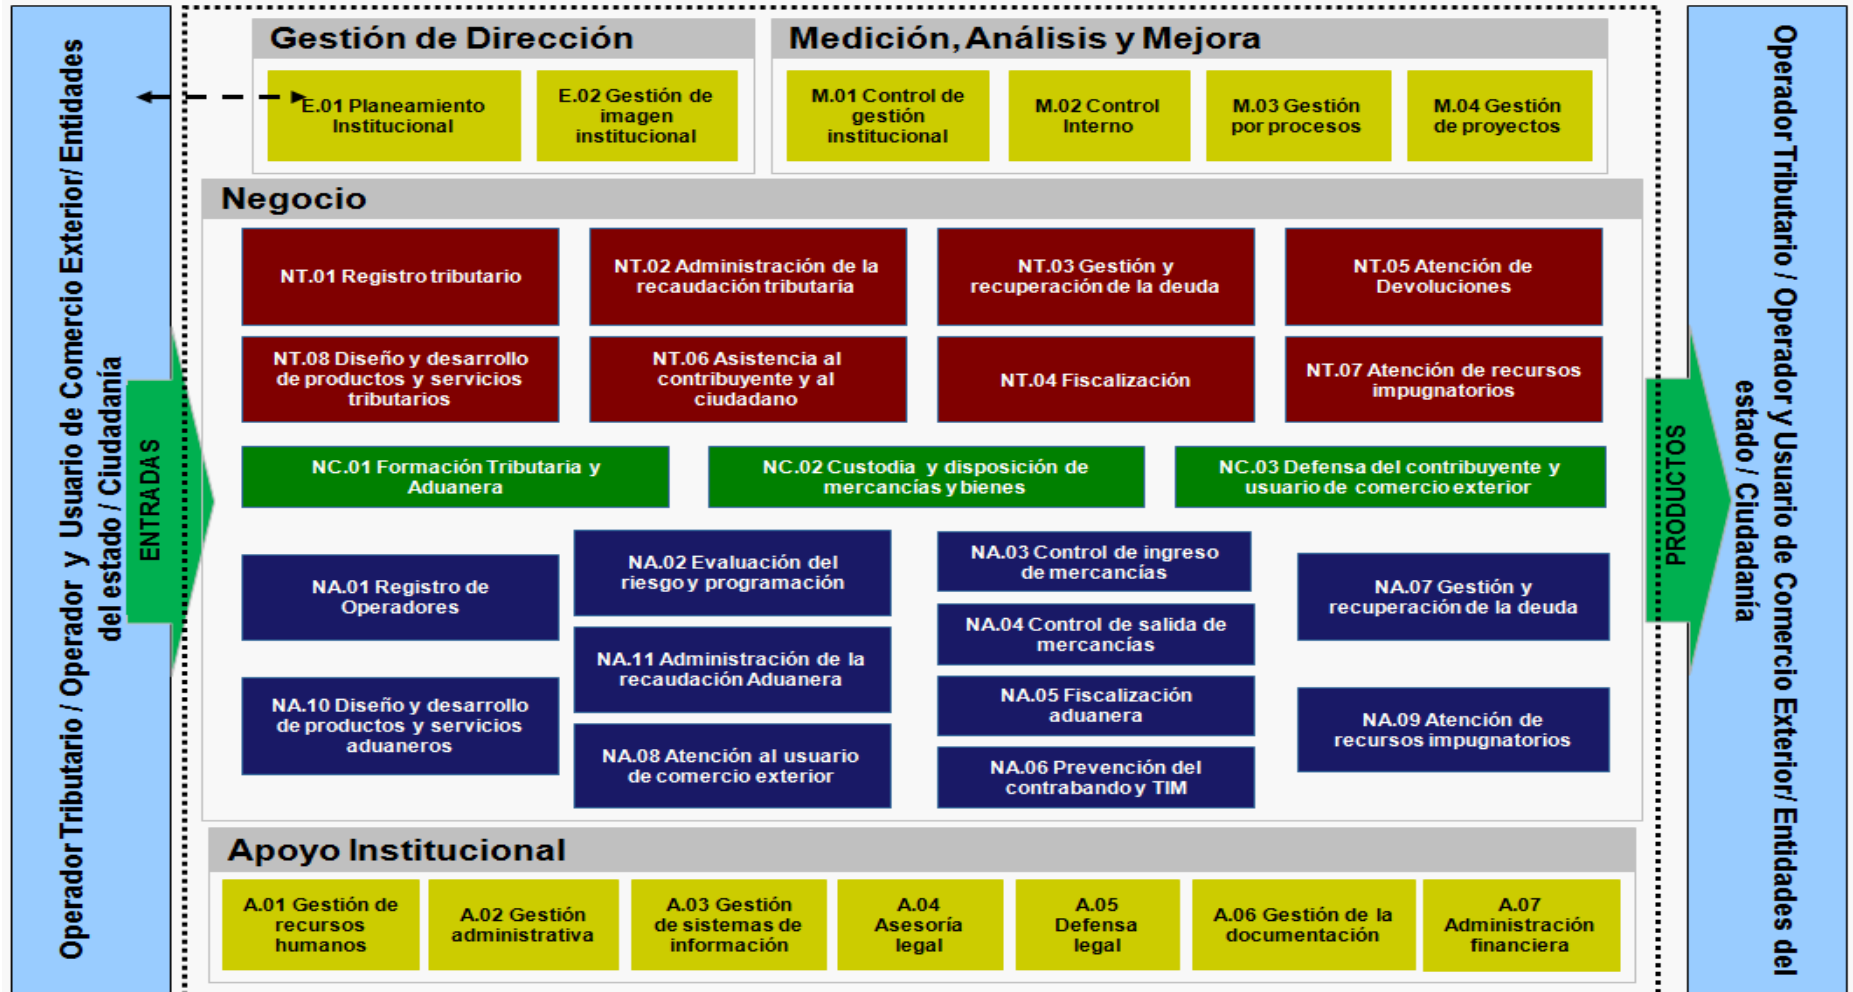 Operador Tributario / Operador y Usuario de Comercio Exterior/ Entidades
del estado / Ciudadanía
ENTRADAS
Gestión de Dirección
E.01 Planeamiento
Institucional
E.02 Gestión de
imagen
institucional
Medición, Análisis y Mejora
M.01 Control de
gestión
institucional
M.02 Control
Interno
M.03 Gestión
por procesos
M.04 Gestión
de proyectos
Negocio
NT.01 Registro tributario
NT.02 Administración de la
recaudación tributaria
NT.03 Gestión y
recuperación de la deuda
NT.05 Atención de
Devoluciones
NT.08 Diseño y desarrollo
de productos y servicios
tributarios
NT.06 Asistencia al
contribuyente y al
ciudadano
NT.04 Fiscalización
NT.07 Atención de recursos
impugnatorios
NC.01 Formación Tributaria y
Aduanera
NC.02 Custodia y disposición de
mercancías y bienes
NC.03 Defensa del contribuyente y
usuario de comercio exterior
NA.01 Registro de
Operadores
NA.10 Diseño y desarrollo
de productos y servicios
aduaneros
NA.02 Evaluación del
riesgo y programación
NA.11 Administración de la
recaudación Aduanera
NA.08 Atención al usuario
de comercio exterior
NA.03 Control de ingreso
de mercancías
NA.04 Control de salida de
mercancías
NA.05 Fiscalización
aduanera
NA.06 Prevención del
contrabando y TIM
NA.07 Gestión y
recuperación de la deuda
NA.09 Atención de
recursos impugnatorios
Apoyo Institucional
A.01 Gestión de
recursos
humanos
A.02 Gestión
administrativa
A.03 Gestión
de sistemas de
información
A.04
Asesoría
legal
A.05
Defensa
legal
A.06 Gestión de la
documentación
A.07
Administración
financiera
PRODUCTOS
Operador Tributario / Operador y Usuario de Comercio Exterior/ Entidades del
estado / Ciudadanía